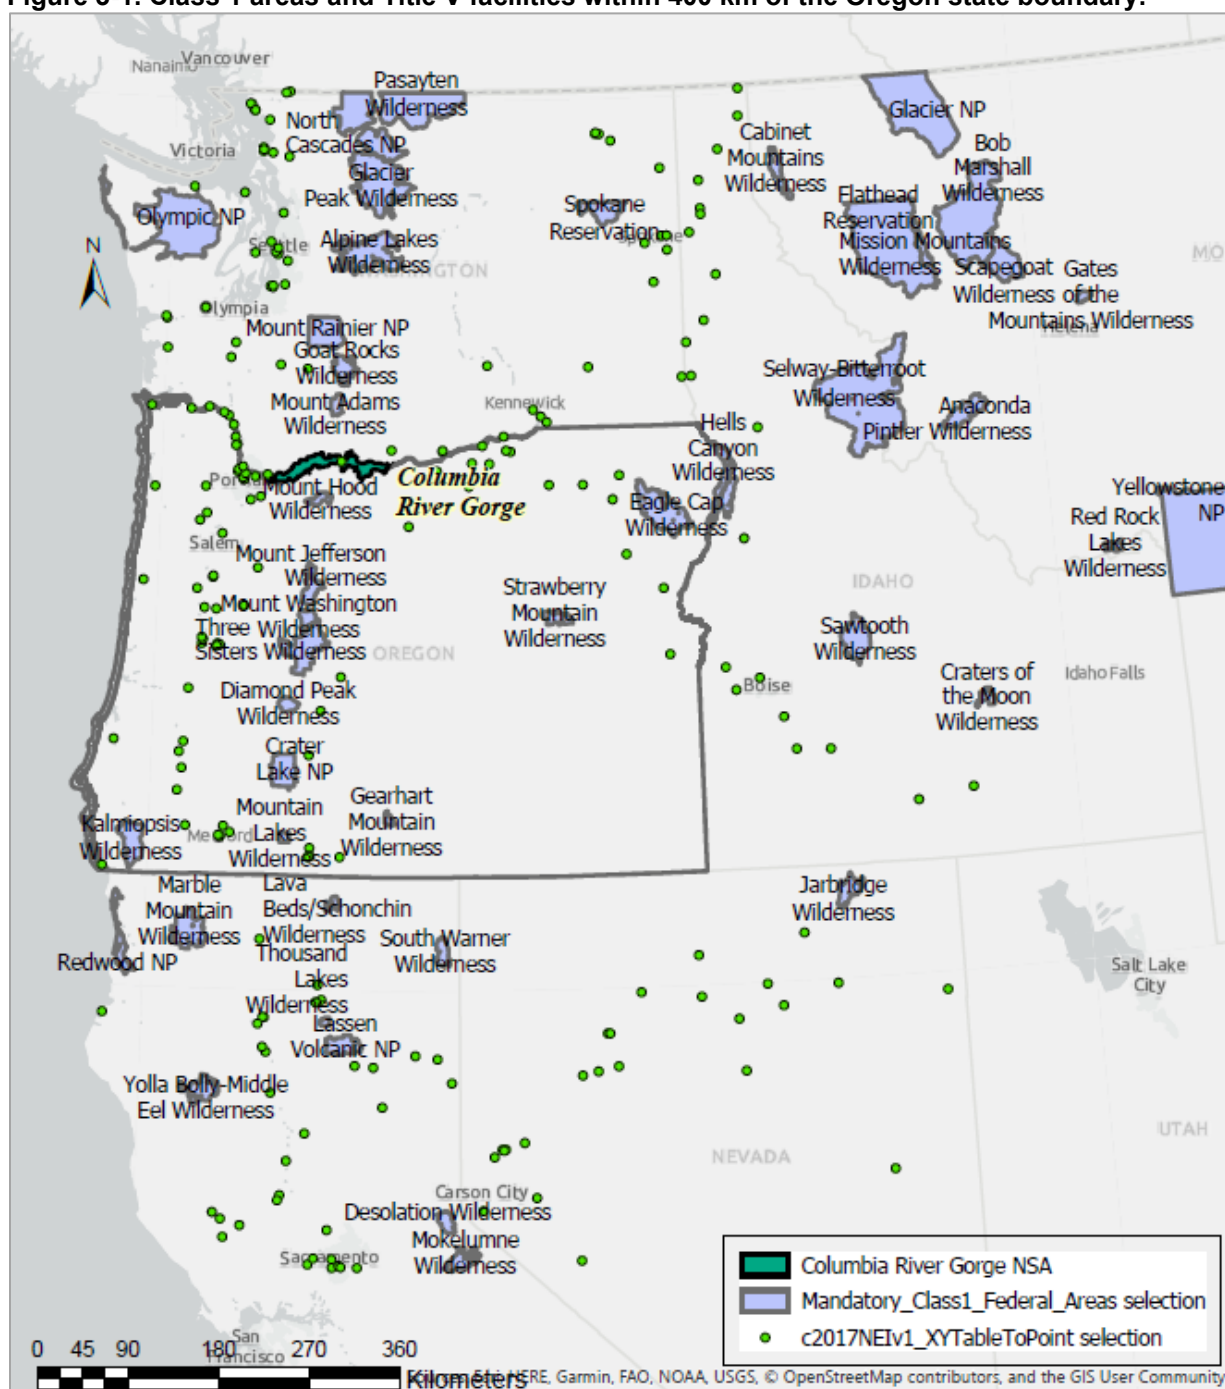 Figure 3-1: Class 1 areas and Title V facilities within 400 km of the Oregon state boundary.
Vancouver
Nanaimo
Pasayten
Wilderness
Glacier NP
North
Cascades NP
Victoria
Cabinet
Mountains
Wilderness
Bob
Marshall
Wilderness
Glacier
Peak Wilderness
Olympic NP
Spokane
Reservation
Spokane
Flathead
Reservation
Mission Mountains
Wilderness
N
Seattle
Alpine Lakes
Wilderness
WASHINGTON
MO
Scapegoat
Wilderness
Gates
of the
Mountains Wilderness
Helena
Olympia
Mount Rainier NP
Goat Rocks
Wilderness
Mount Adams
Wilderness
Kennewick
Selway-Bitterroot
Wilderness
Anaconda
Pintler Wilderness
Hells
Canyon
Wilderness
Columbia
River Gorge
Mount Hood
Wilderness
Eagle Cap
Wilderness
Yellowstone
NP
Red Rock
Lakes
Wilderness
Salem
Mount Jefferson
Wilderness
Strawberry
Mountain
Wilderness
IDAHO
Mount Washington
Wilderness
Three
Sisters Wilderness
OREGON
Sawtooth
Wilderness
Craters of
the Moon
Wilderness
Idaho Falls
Boise
Diamond Peak
Wilderness
Crater
Lake NP
Mountain
Lakes
Wilderness
Gearhart
Mountain
Wilderness
Kalmiopsis
Wilderness
Medford
Marble
Mountain
Wilderness
Lava
Beds/Schonchin
Wilderness
Jarbridge
Wilderness
Redwood NP
Thousand
Lakes
Wilderness
South Warner
Wilderness
Salt Lake
City
Lassen
Volcanic NP
Yolla Bolly-Middle
Eel Wilderness
UTAH
NEVADA
Carson City
Desolation Wilderness
Mokelumne
Wilderness
Sacramento
Columbia River Gorge NSA
Mandatory_Class1_Federal_Areas selection
c2017NEIv1_XYTableToPoint selection
San
Francisco
0 45 90 180 270 360
Kilometers
Sources: Esri, HERE, Garmin, FAO, NOAA, USGS, © OpenStreetMap contributors, and the GIS User Community